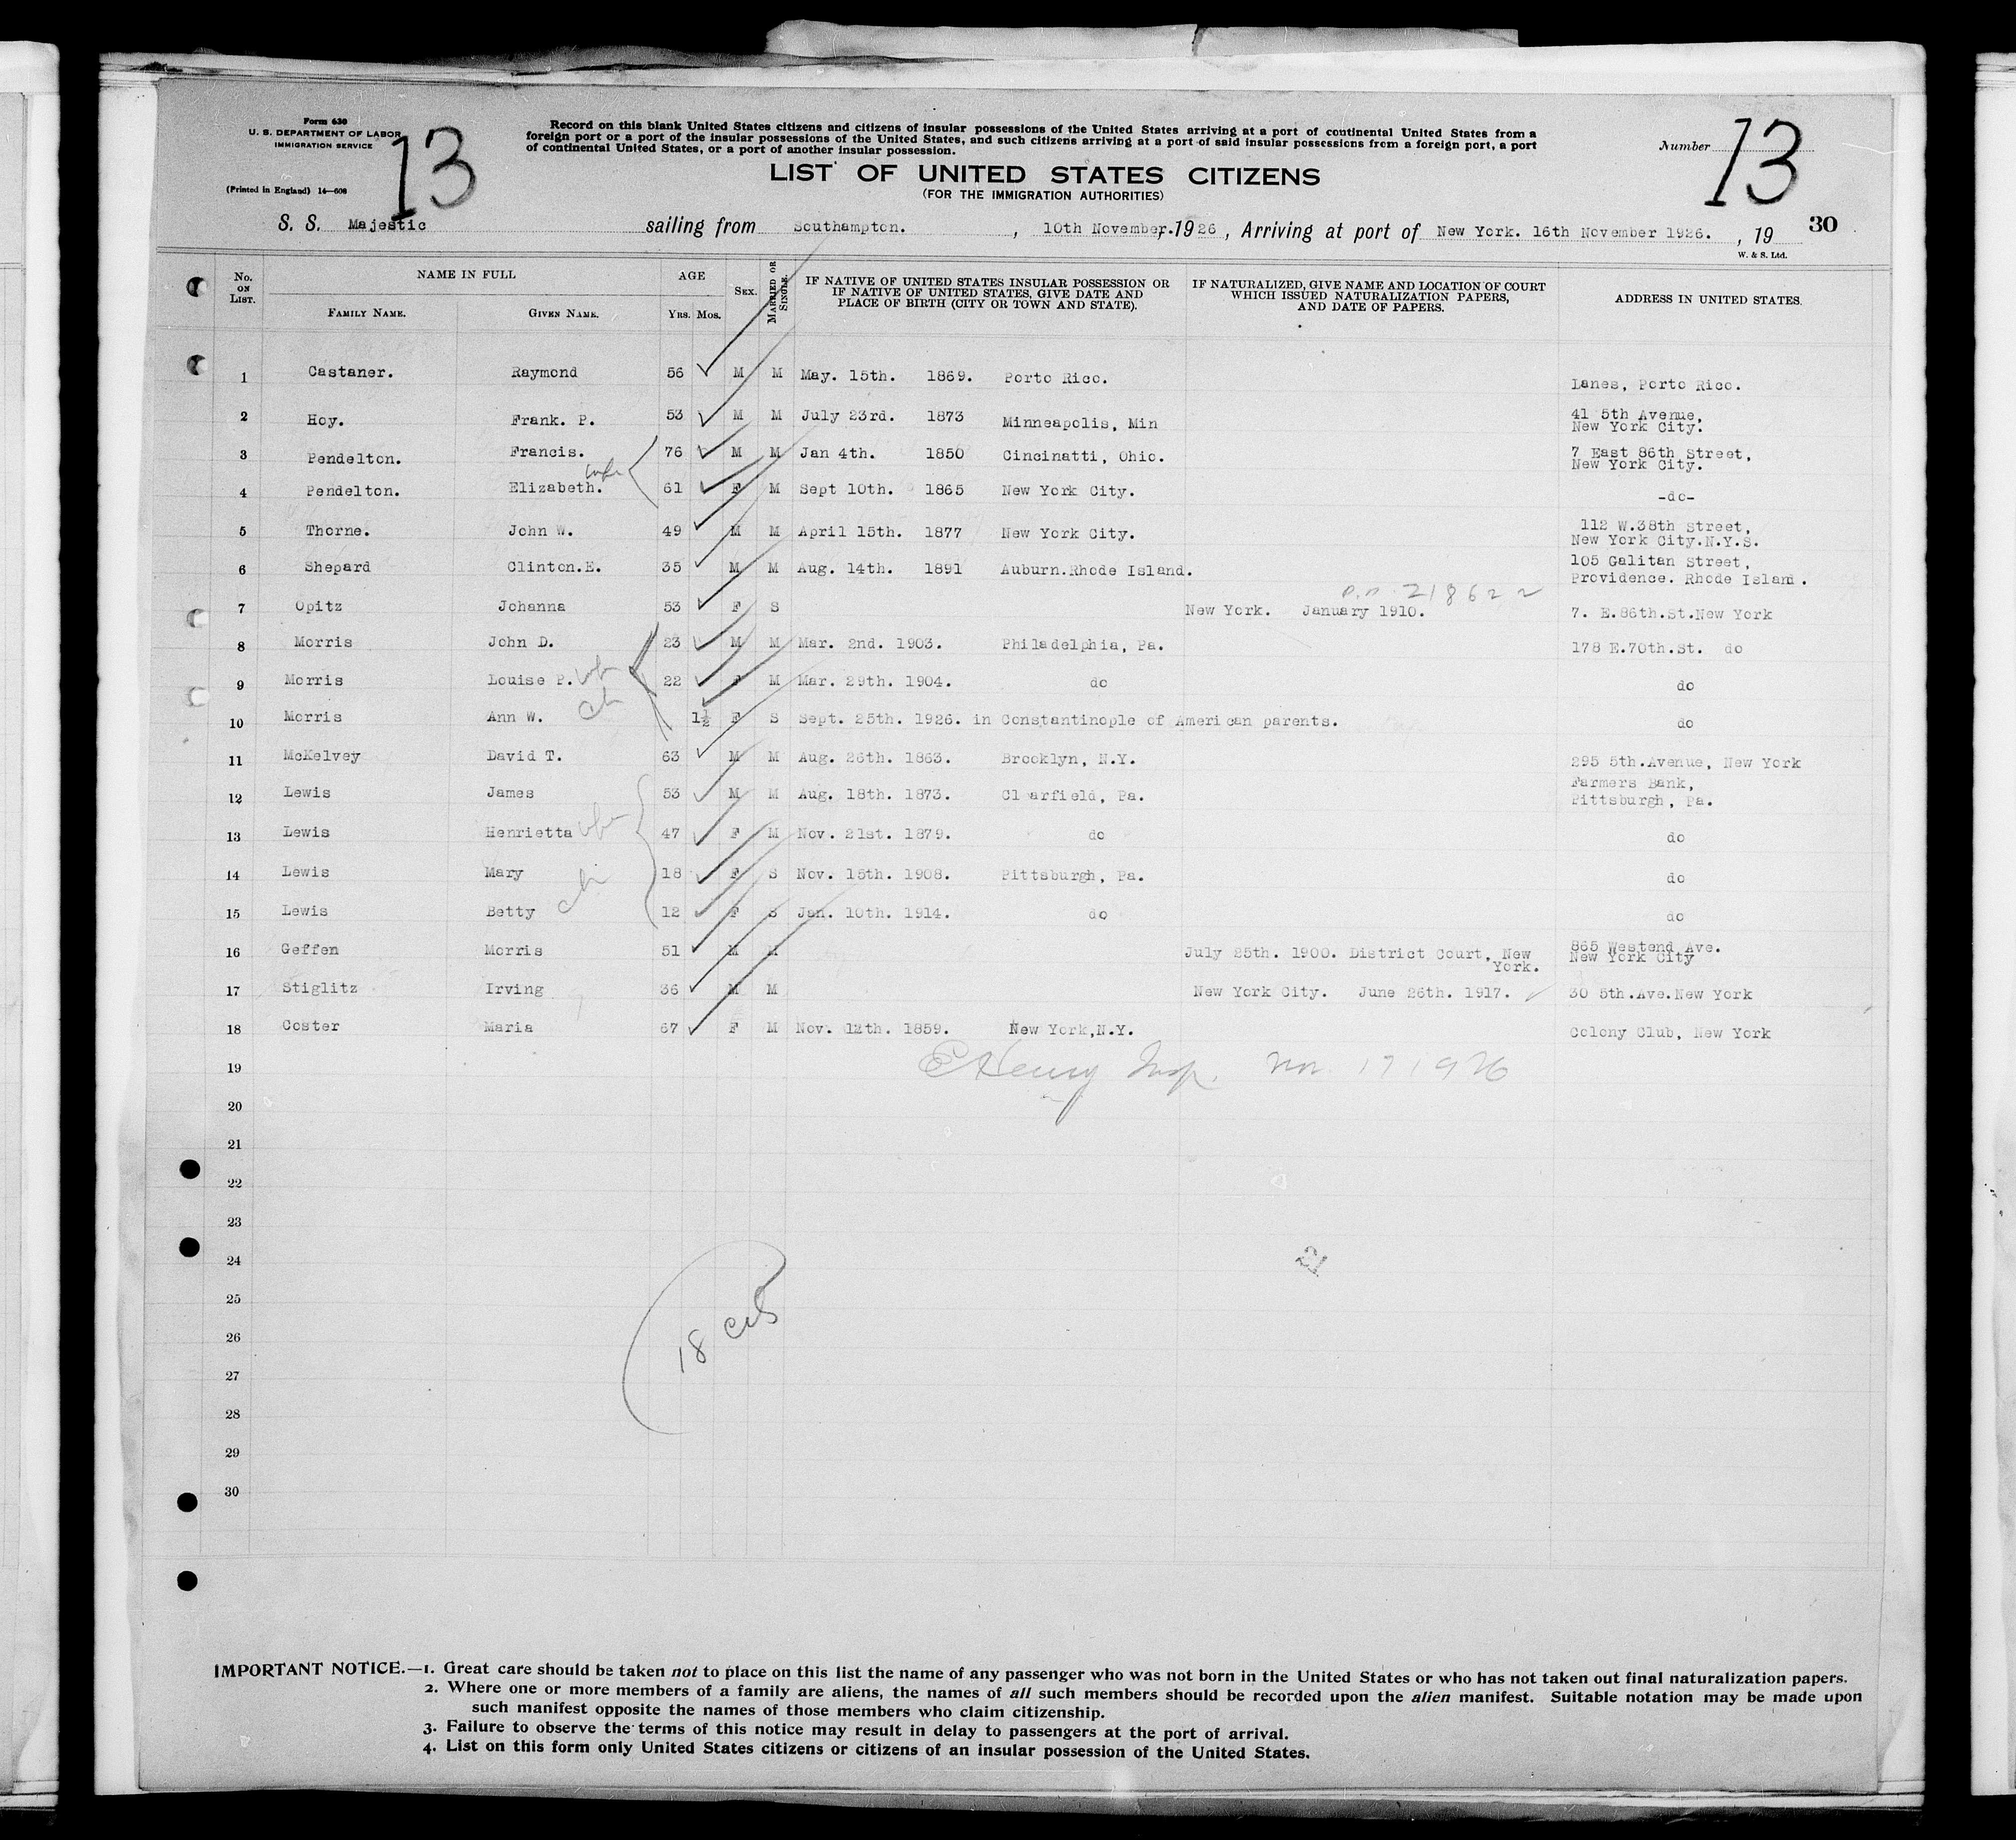 Form 630
U. S. DEPARTMENT OF LABOR
IMMIGRATION SERVICE
(Printed in England) 14—608
13
Record on this blank United States citizens and citizens of insular possessions of the United States arriving at a port of continental United States from a
foreign port or a port of the insular possessions of the United States, and such citizens arriving at a port of said insular possessions from a foreign port, a port
of continental United States, or a port of another insular possession.
Number 13
LIST OF UNITED STATES CITIZENS
(FOR THE IMMIGRATION AUTHORITIES)
S. S. Majestic sailing from Southampton. , 10th November, 1926, Arriving at port of New York. 16th November 1926. , 19 30
W. & S. Ltd.
No. ON LIST. NAME IN FULL AGE SEX. MARRIED OR SINGLE. IF NATIVE OF UNITED STATES INSULAR POSSESSION OR IF NATIVE OF UNITED STATES, GIVE DATE AND PLACE OF BIRTH (CITY OR TOWN AND STATE). IF NATURALIZED, GIVE NAME AND LOCATION OF COURT WHICH ISSUED NATURALIZATION PAPERS, AND DATE OF PAPERS. ADDRESS IN UNITED STATES.
FAMILY NAME. GIVEN NAME. YRS. MOS.
1 Castaner. Raymond 56 M M May. 15th. 1869. Porto Rico. Lanes, Porto Rico.
2 Hoy. Frank. P. 53 M M July 23rd. 1873 Minneapolis, Min 41 5th Avenue, New York City.
3 Pendelton. Francis. 76 M M Jan 4th. 1850 Cincinatti, Ohio. 7 East 86th Street, New York City.
4 Pendelton. Elizabeth. wife 61 F M Sept 10th. 1865 New York City. -do-
5 Thorne. John W. 49 M M April 15th. 1877 New York City. 112 W.38th Street, New York City.N.Y.S.
6 Shepard Clinton.E. 35 M M Aug. 14th. 1891 Auburn.Rhode Island. 105 Galitan Street, Providence. Rhode Island.
P.P. 218622
7 Opitz Johanna 53 F S New York. January 1910. 7. E.86th.St.New York
8 Morris John D. 23 M M Mar. 2nd. 1903. Philadelphia, Pa. 178 E.70th.St. do
9 Morris Louise P. wife 22 F M Mar. 29th. 1904. do do
10 Morris Ann W. ch 1½ F S Sept. 25th. 1926. in Constantinople of American parents. do
11 McKelvey David T. 63 M M Aug. 26th. 1863. Brooklyn, N.Y. 295 5th.Avenue, New York
12 Lewis James 53 M M Aug. 18th. 1873. Cl arfield, Pa. Farmers Bank, Pittsburgh, Pa.
13 Lewis Henrietta wife 47 F M Nov. 21st. 1879. do do
14 Lewis Mary 18 F S Nov. 15th. 1908. Pittsburgh, Pa. do
15 Lewis Betty ch 12 F S Jan. 10th. 1914. do do
16 Geffen Morris 51 M M July 25th. 1900. District Court, New York. 865 Westend Ave. New York City
17 Stiglitz Irving 36 M M New York City. June 26th. 1917. 30 5th.Ave.New York
18 Coster Maria 67 F M Nov. 12th. 1859. New York,N.Y. Colony Club, New York
19 E Henry Insp. Nov. 17 1926
20
21
22
23
24 21
25
26 18 cits
27
28
29
30
IMPORTANT NOTICE.—1. Great care should be taken not to place on this list the name of any passenger who was not born in the United States or who has not taken out final naturalization papers.
2. Where one or more members of a family are aliens, the names of all such members should be recorded upon the alien manifest. Suitable notation may be made upon
such manifest opposite the names of those members who claim citizenship.
3. Failure to observe the terms of this notice may result in delay to passengers at the port of arrival.
4. List on this form only United States citizens or citizens of an insular possession of the United States.